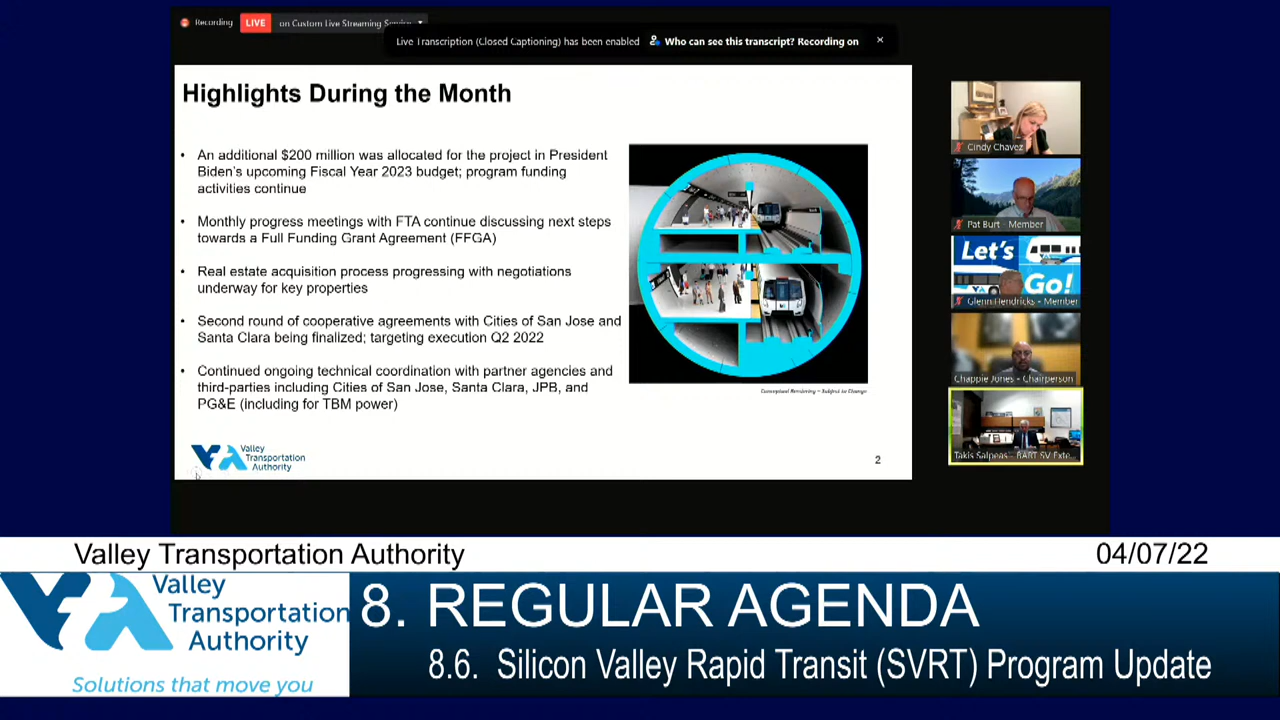 Recording
LIVE
on Custom Live Streaming Service
Live Transcription (Closed Captioning) has been enabled
Who can see this transcript? Recording on
Highlights During the Month
• An additional $200 million was allocated for the project in President
Biden's upcoming Fiscal Year 2023 budget; program funding
activities continue
• Monthly progress meetings with FTA continue discussing next steps
towards a Full Funding Grant Agreement (FFGA)
• Real estate acquisition process progressing with negotiations
underway for key properties
• Second round of cooperative agreements with Cities of San Jose and
Santa Clara being finalized; targeting execution Q2 2022
• Continued ongoing technical coordination with partner agencies and
third-parties including Cities of San Jose, Santa Clara, JPB, and
PG&E (including for TBM power)
Conceptual Rendering – Subject to Change
Valley
Transportation
Authority
2
Cindy Chavez
Pat Burt - Member
Let's
Go!
Glenn Hendricks - Member
Chappie Jones - Chairperson
Takis Salpeas - BART SV Exte...
Valley Transportation Authority
04/07/22
Valley
Transportation
Authority
Solutions that move you
8. REGULAR AGENDA
8.6. Silicon Valley Rapid Transit (SVRT) Program Update